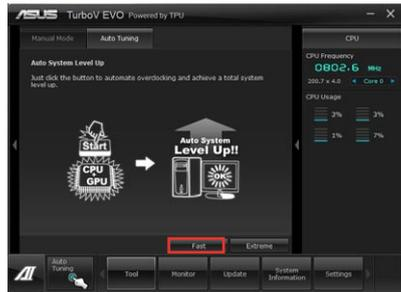 ASUS TurboV EVO Powered by TPU
Manual Mode
Auto Tuning
CPU
Auto System Level Up
Just click the button to automate overclocking and achieve a total system
level up.
CPU Frequency
0802.6 MHz
200.7 x 4.0
Core 0
CPU Usage
3%
3%
1%
7%
Start
CPU
+
GPU
Auto System
Level Up!!
OK
Fast
Extreme
Auto
Tuning
Tool
Monitor
Update
System
Information
Settings